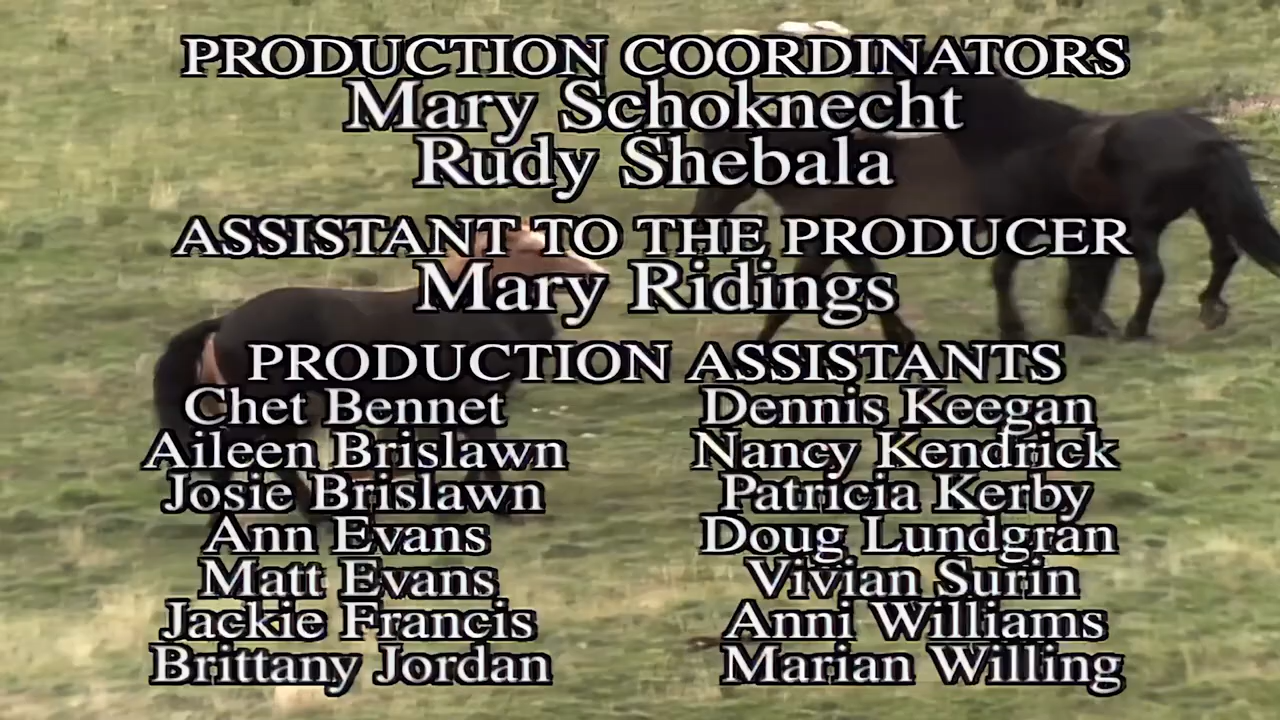 PRODUCTION COORDINATORS
Mary Schoknecht
Rudy Shebala
ASSISTANT TO THE PRODUCER
Mary Ridings
PRODUCTION ASSISTANTS
Chet Bennet
Aileen Brislawn
Josie Brislawn
Ann Evans
Matt Evans
Jackie Francis
Brittany Jordan
Dennis Keegan
Nancy Kendrick
Patricia Kerby
Doug Lundgran
Vivian Surin
Anni Williams
Marian Willing